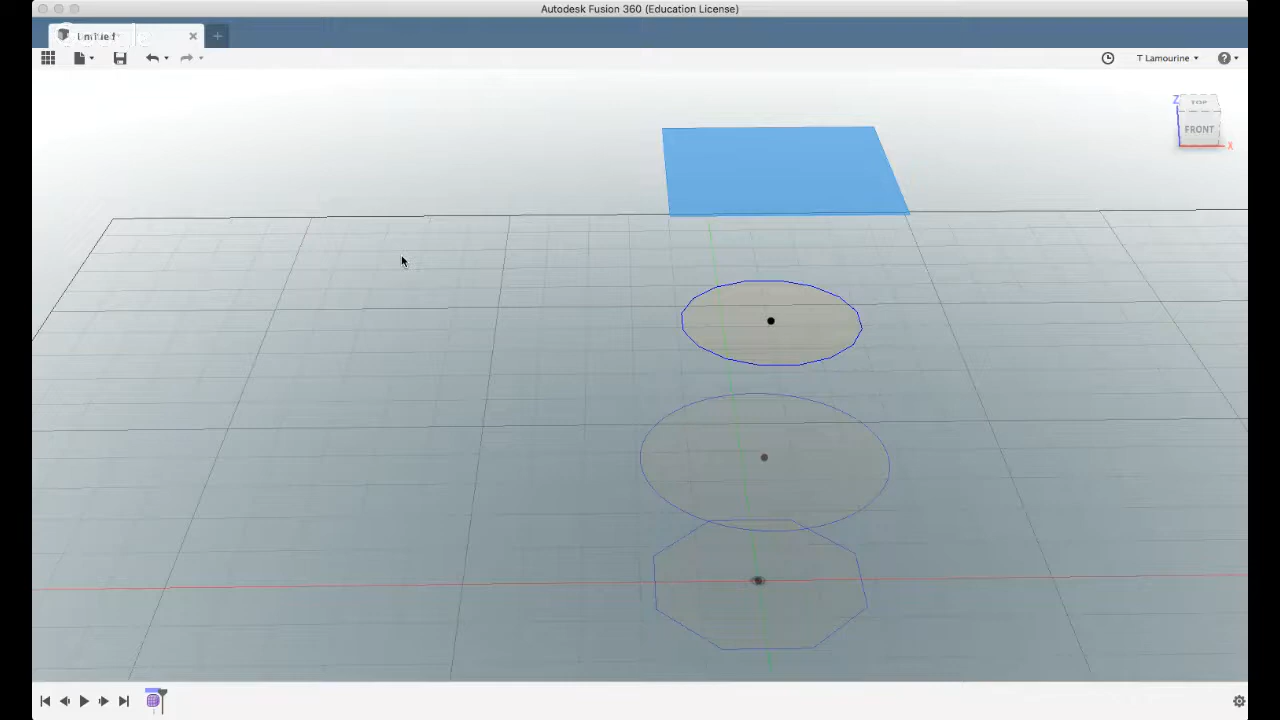 Autodesk Fusion 360 (Education License)
T Lamourine
TOP
Z
FRONT
X